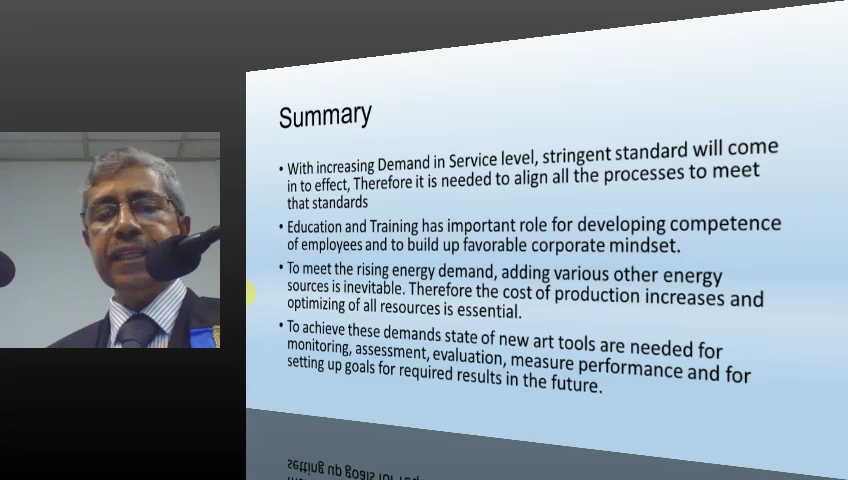 Summary
• With increasing Demand in Service level, stringent standard will come
in to effect, Therefore it is needed to align all the processes to meet
that standards
• Education and Training has important role for developing competence
of employees and to build up favorable corporate mindset.
• To meet the rising energy demand, adding various other energy
sources is inevitable. Therefore the cost of production increases and
optimizing of all resources is essential.
• To achieve these demands state of new art tools are needed for
monitoring, assessment, evaluation, measure performance and for
setting up goals for required results in the future.